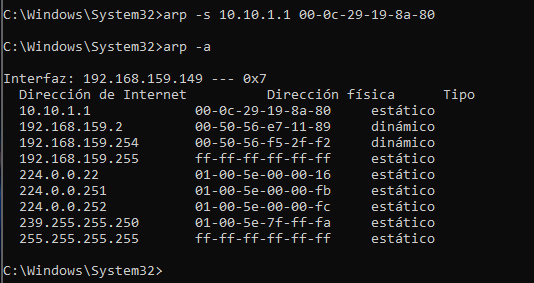 C:\Windows\System32>arp -s 10.10.1.1 00-0c-29-19-8a-80
C:\Windows\System32>arp -a
Interfaz: 192.168.159.149 --- 0x7
Dirección de Internet Dirección física Tipo
10.10.1.1 00-0c-29-19-8a-80 estático
192.168.159.2 00-50-56-e7-11-89 dinámico
192.168.159.254 00-50-56-f5-2f-f2 dinámico
192.168.159.255 ff-ff-ff-ff-ff-ff estático
224.0.0.22 01-00-5e-00-00-16 estático
224.0.0.251 01-00-5e-00-00-fb estático
224.0.0.252 01-00-5e-00-00-fc estático
239.255.255.250 01-00-5e-7f-ff-fa estático
255.255.255.255 ff-ff-ff-ff-ff-ff estático
C:\Windows\System32>